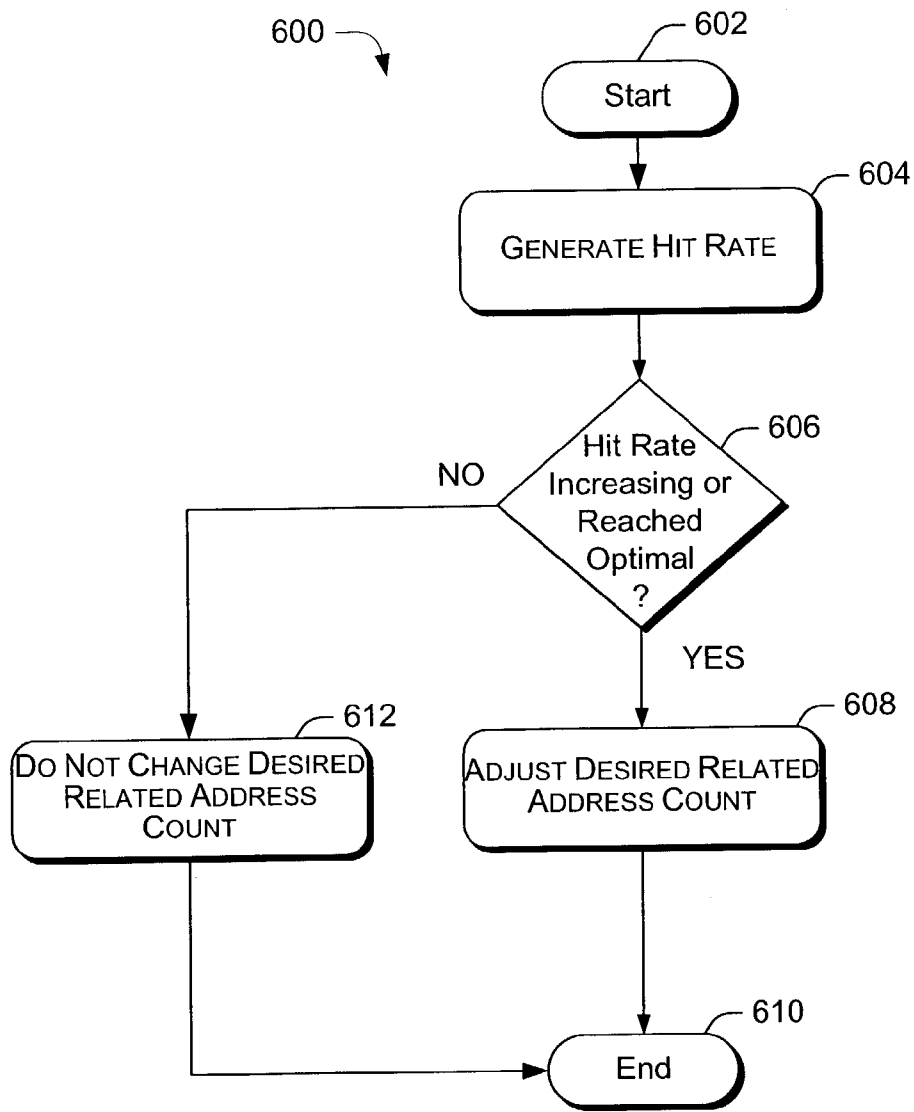 600
602
Start
604
GENERATE HIT RATE
606
Hit Rate
Increasing or
Reached
Optimal
?
NO
YES
612
DO NOT CHANGE DESIRED
RELATED ADDRESS
COUNT
608
ADJUST DESIRED RELATED
ADDRESS COUNT
610
End